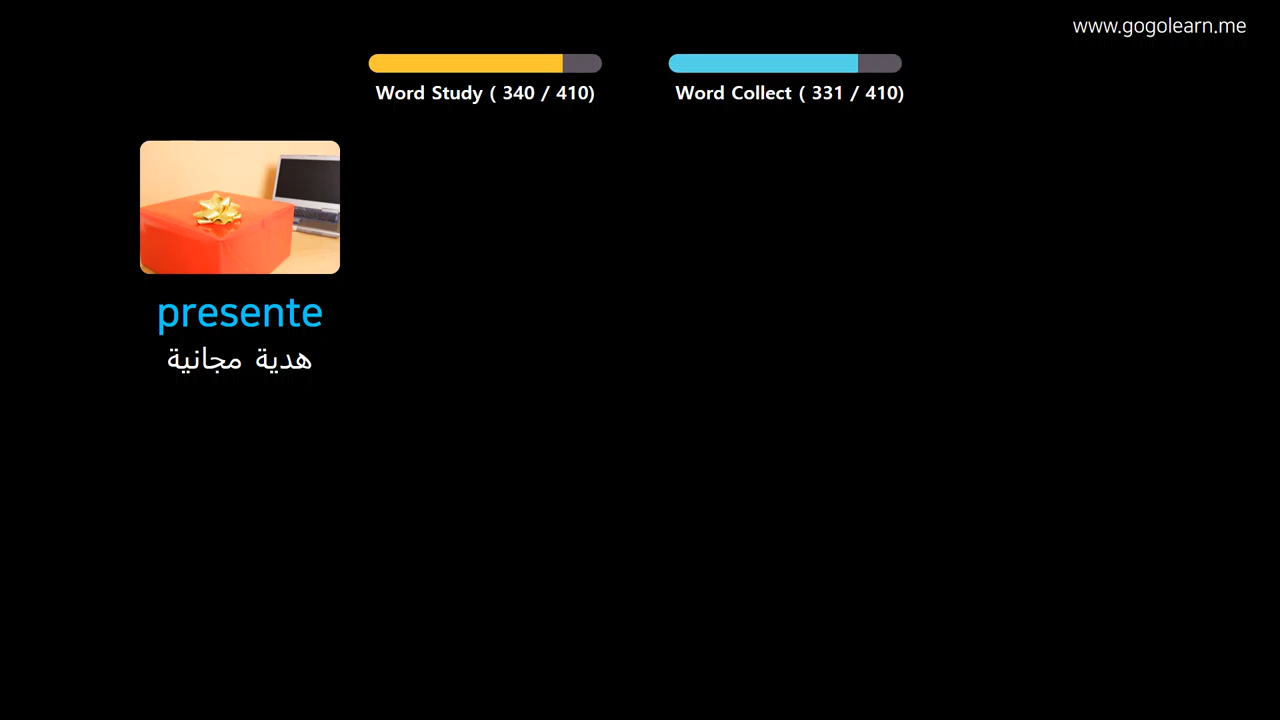 www.gogolearn.me
Word Study ( 340 / 410)
Word Collect ( 331 / 410)
presente
هدية مجانية